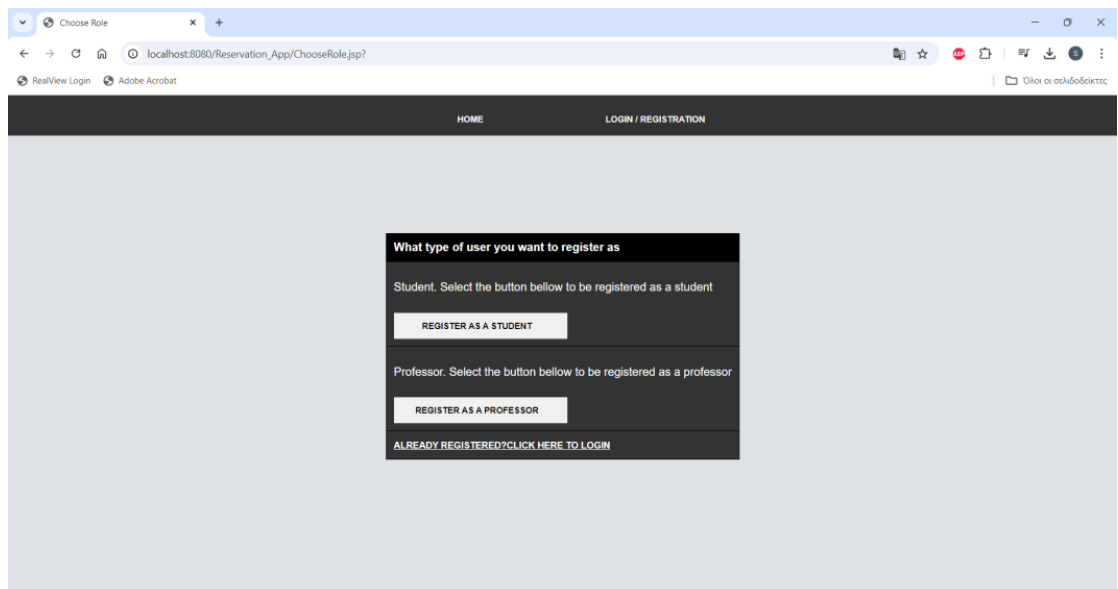 Choose Role
localhost:8080/Reservation_App/ChooseRole.jsp?
ABP
S
RealView Login Adobe Acrobat Όλοι οι σελιδοδείκτες
HOME LOGIN / REGISTRATION
What type of user you want to register as
Student. Select the button bellow to be registered as a student
REGISTER AS A STUDENT
Professor. Select the button bellow to be registered as a professor
REGISTER AS A PROFESSOR
ALREADY REGISTERED?CLICK HERE TO LOGIN